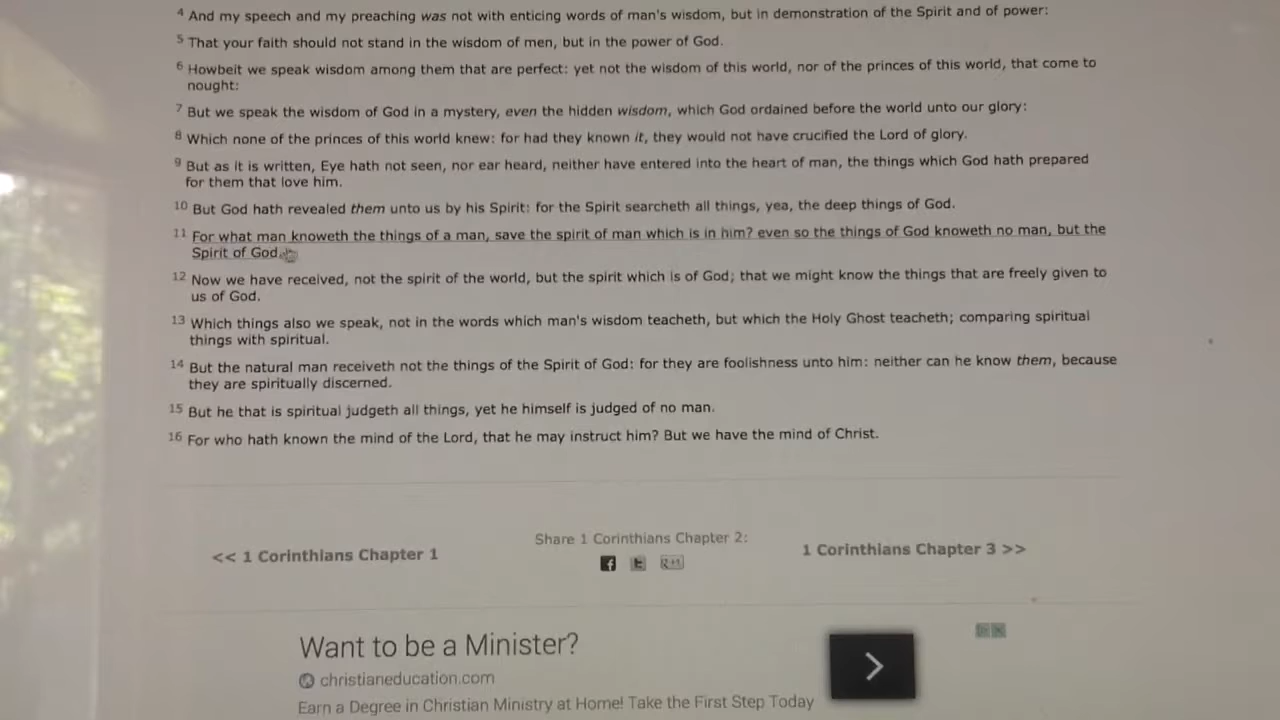 4 And my speech and my preaching was not with enticing words of man's wisdom, but in demonstration of the Spirit and of power:
5 That your faith should not stand in the wisdom of men, but in the power of God.
6 Howbeit we speak wisdom among them that are perfect: yet not the wisdom of this world, nor of the princes of this world, that come to
nought:
7 But we speak the wisdom of God in a mystery, even the hidden wisdom, which God ordained before the world unto our glory:
8 Which none of the princes of this world knew: for had they known it, they would not have crucified the Lord of glory.
9 But as it is written, Eye hath not seen, nor ear heard, neither have entered into the heart of man, the things which God hath prepared
for them that love him.
10 But God hath revealed them unto us by his Spirit: for the Spirit searcheth all things, yea, the deep things of God.
11 For what man knoweth the things of a man, save the spirit of man which is in him? even so the things of God knoweth no man, but the
Spirit of God.
12 Now we have received, not the spirit of the world, but the spirit which is of God; that we might know the things that are freely given to
us of God.
13 Which things also we speak, not in the words which man's wisdom teacheth, but which the Holy Ghost teacheth; comparing spiritual
things with spiritual.
14 But the natural man receiveth not the things of the Spirit of God: for they are foolishness unto him: neither can he know them, because
they are spiritually discerned.
15 But he that is spiritual judgeth all things, yet he himself is judged of no man.
16 For who hath known the mind of the Lord, that he may instruct him? But we have the mind of Christ.
Share 1 Corinthians Chapter 2:
<< 1 Corinthians Chapter 1
1 Corinthians Chapter 3 >>
f t g+1
Want to be a Minister?
christianeducation.com
Earn a Degree in Christian Ministry at Home! Take the First Step Today